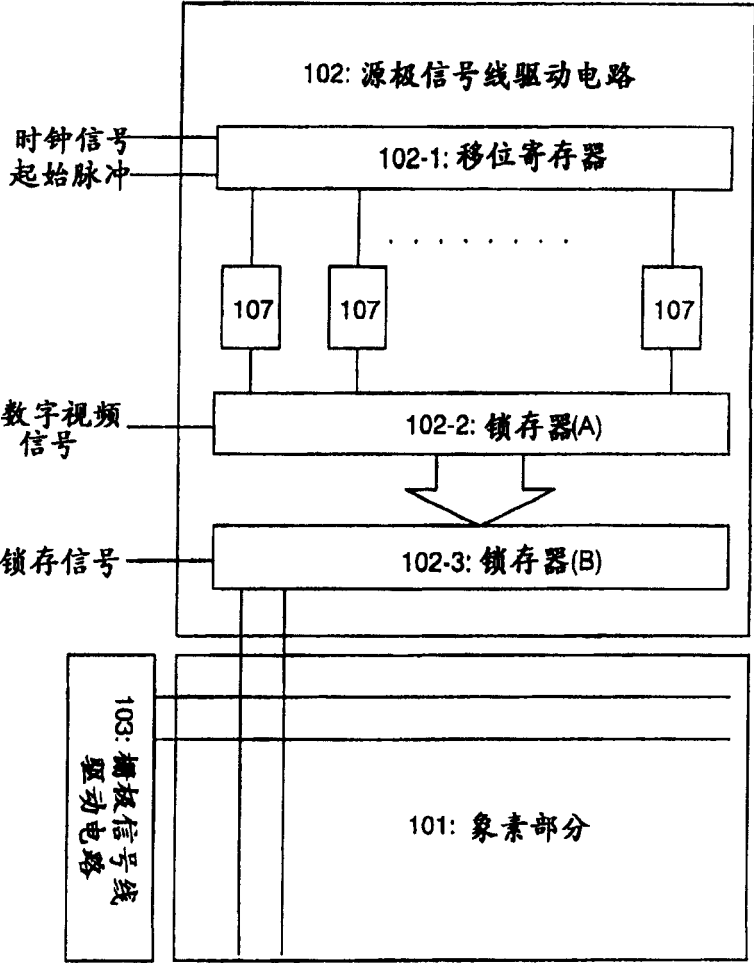 102: 源极信号线驱动电路
时钟信号
起始脉冲
102-1: 移位寄存器
107
107
107
数字视频
信号
102-2: 锁存器(A)
锁存信号
102-3: 锁存器(B)
103: 栅极信号线
驱动电路
101: 象素部分